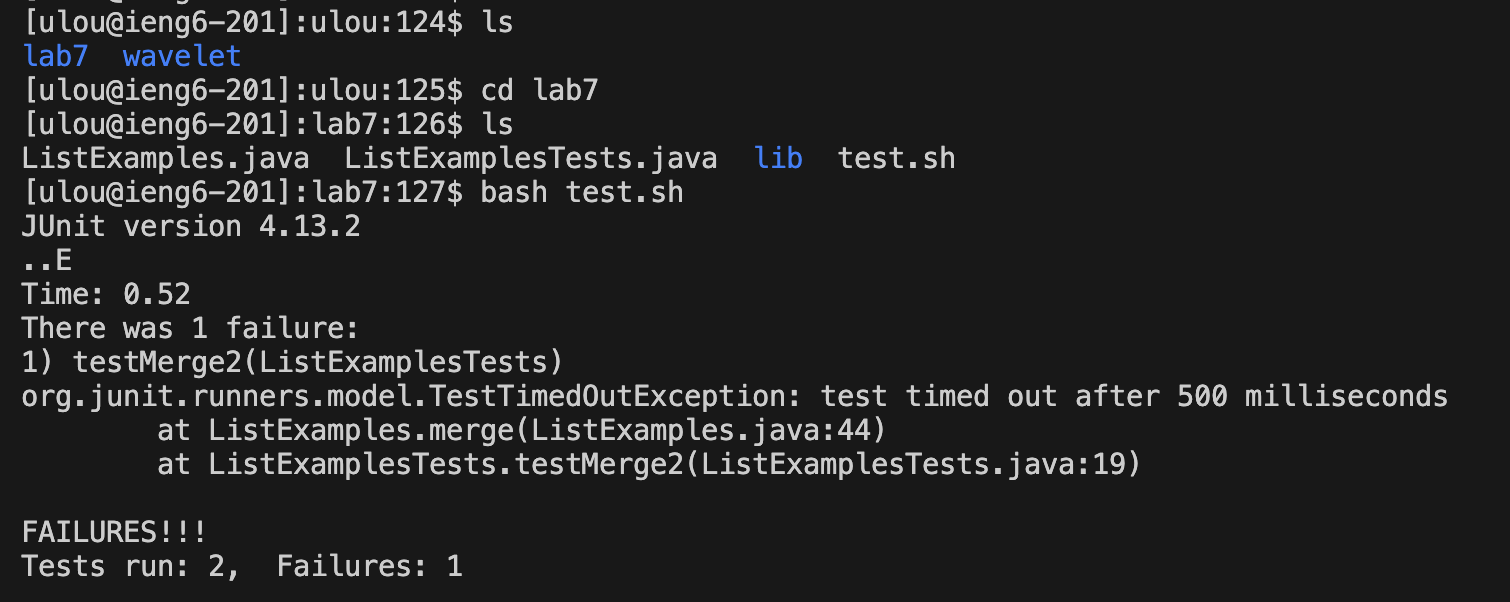 [ulou@ieng6-201]:ulou:124$ ls
lab7  wavelet
[ulou@ieng6-201]:ulou:125$ cd lab7
[ulou@ieng6-201]:lab7:126$ ls
ListExamples.java  ListExamplesTests.java  lib  test.sh
[ulou@ieng6-201]:lab7:127$ bash test.sh
JUnit version 4.13.2
..E
Time: 0.52
There was 1 failure:
1) testMerge2(ListExamplesTests)
org.junit.runners.model.TestTimedOutException: test timed out after 500 milliseconds
        at ListExamples.merge(ListExamples.java:44)
        at ListExamplesTests.testMerge2(ListExamplesTests.java:19)

FAILURES!!!
Tests run: 2,  Failures: 1